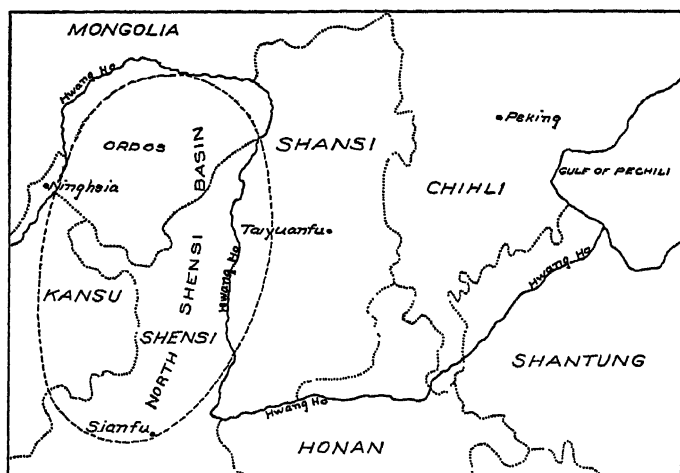 MONGOLIA
Hwang Ho
ORDOS
BASIN
SHANSI
Peking
GULF OF PECHILI
Ninghsia
CHIHLI
Taiyuanfu
Hwang Ho
Hwang Ho
KANSU
SHENSI
SHENSI
NORTH
SHANTUNG
Hwang Ho
Sianfu
HONAN